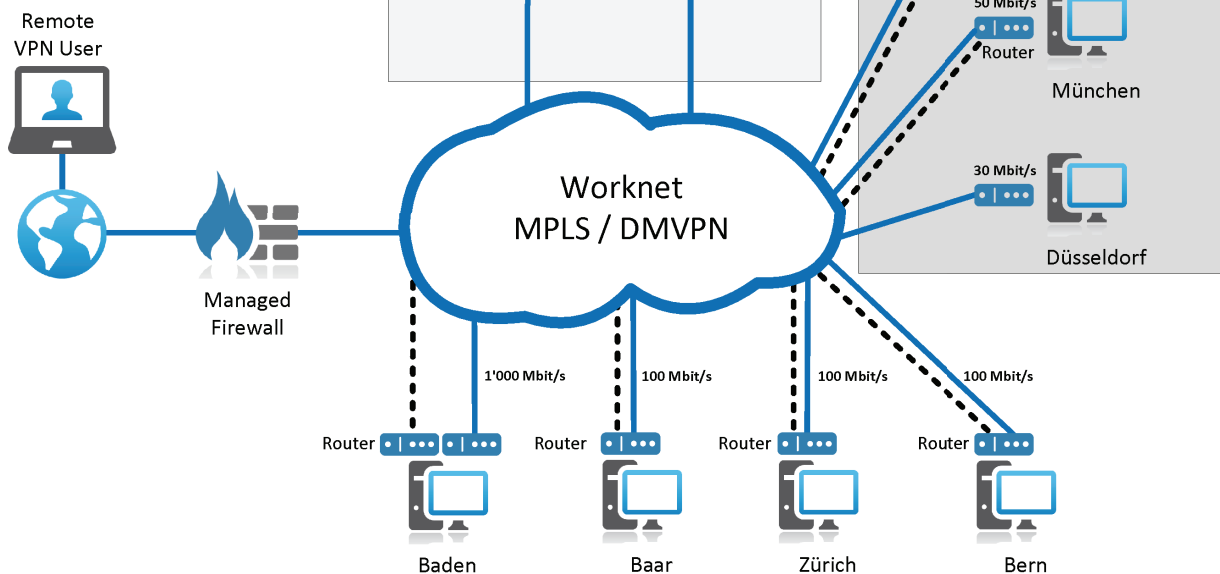 Remote
VPN User
50 Mbit/s
Router
München
30 Mbit/s
Düsseldorf
Worknet
MPLS / DMVPN
Managed
Firewall
1'000 Mbit/s
100 Mbit/s
100 Mbit/s
100 Mbit/s
Router
Router
Router
Router
Baden
Baar
Zürich
Bern